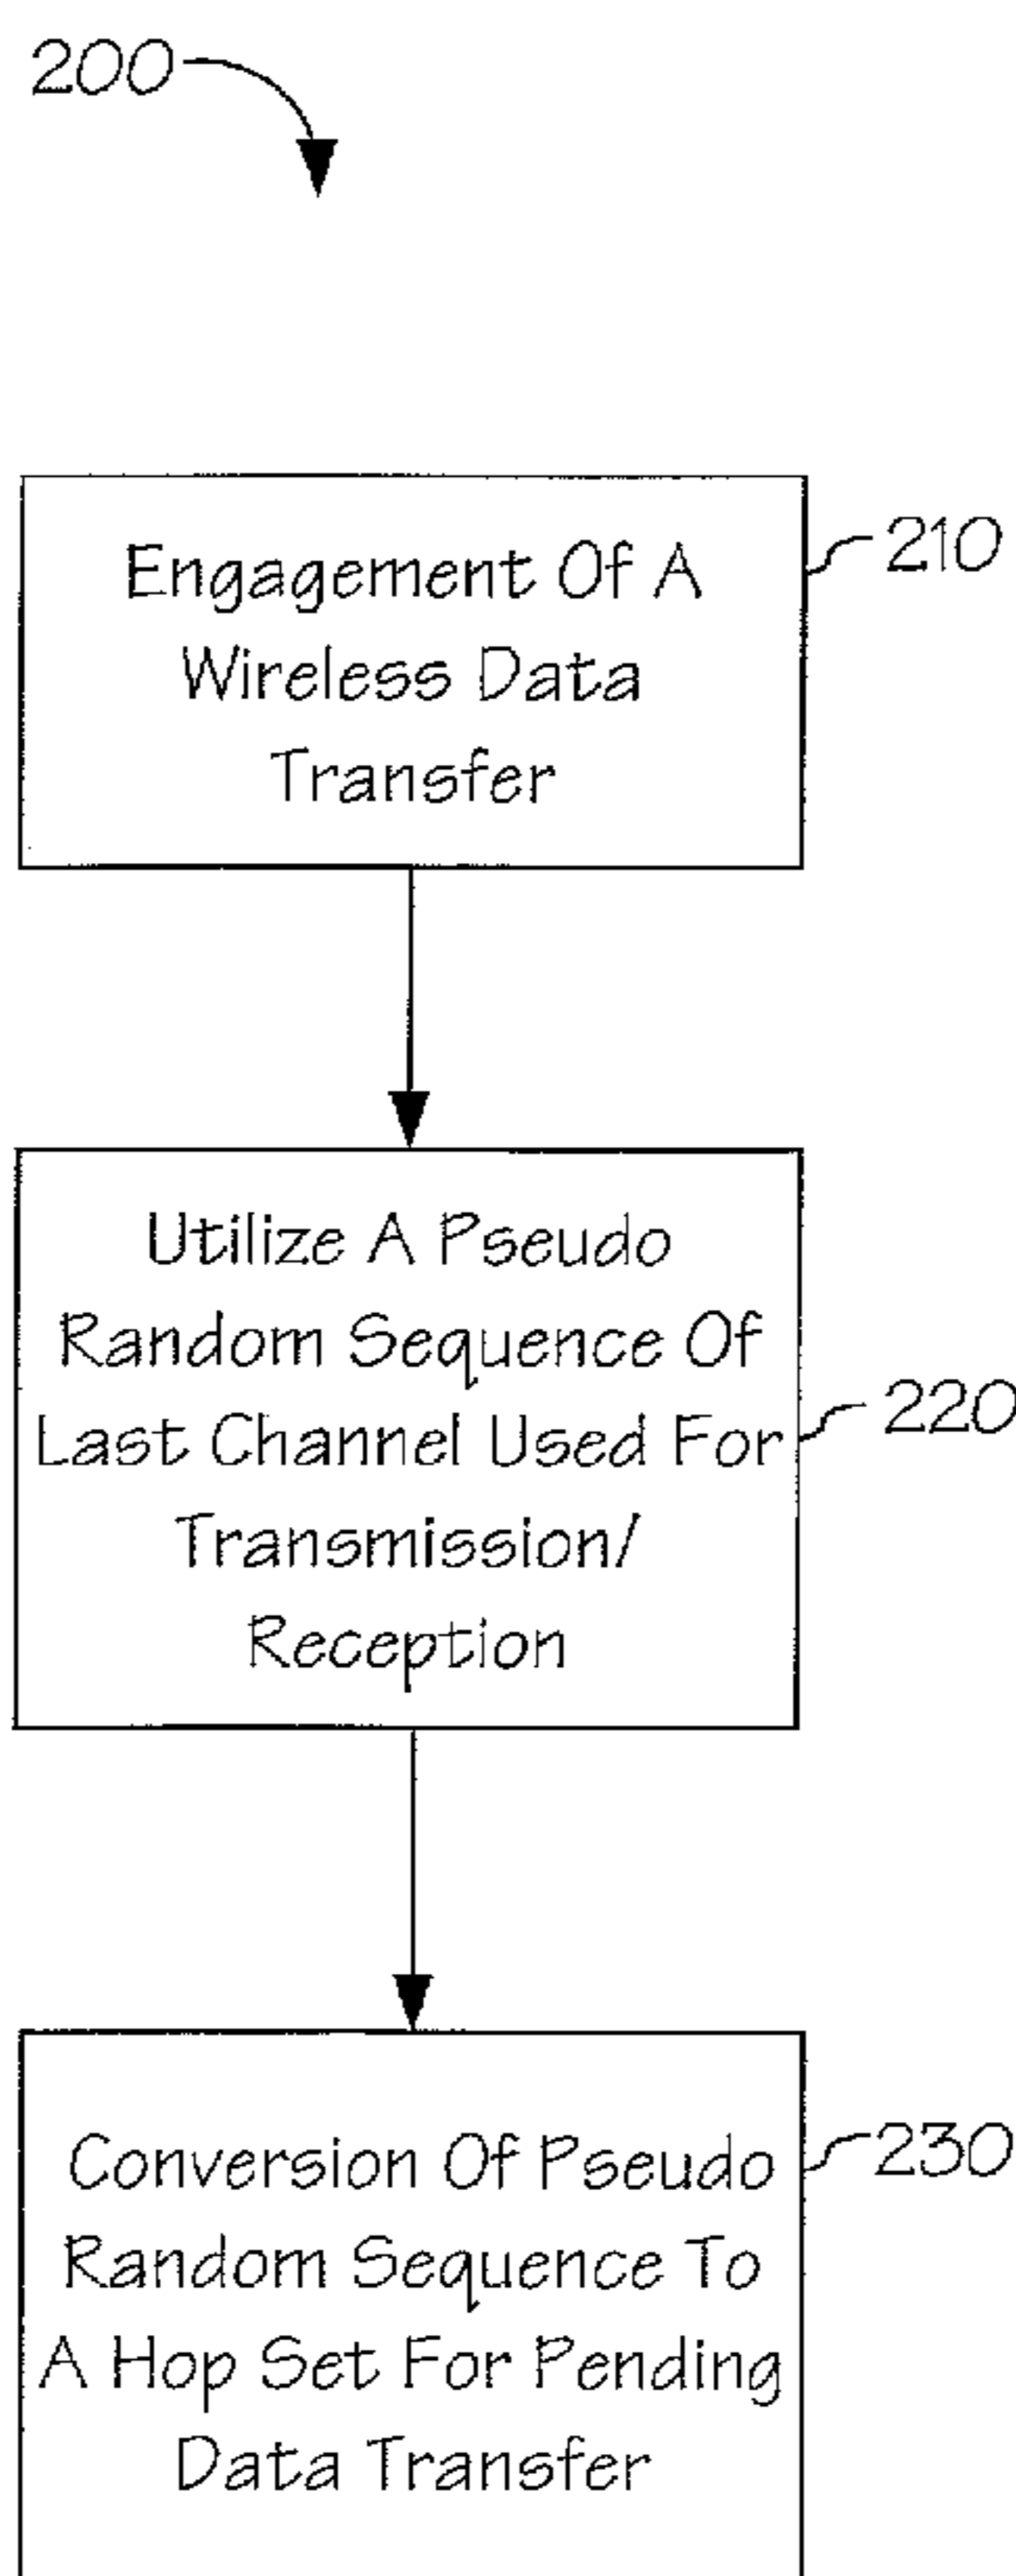 200
Engagement Of A
Wireless Data
Transfer
210
Utilize A Pseudo
Random Sequence Of
Last Channel Used For
Transmission/
Reception
220
Conversion Of Pseudo
Random Sequence To
A Hop Set For Pending
Data Transfer
230